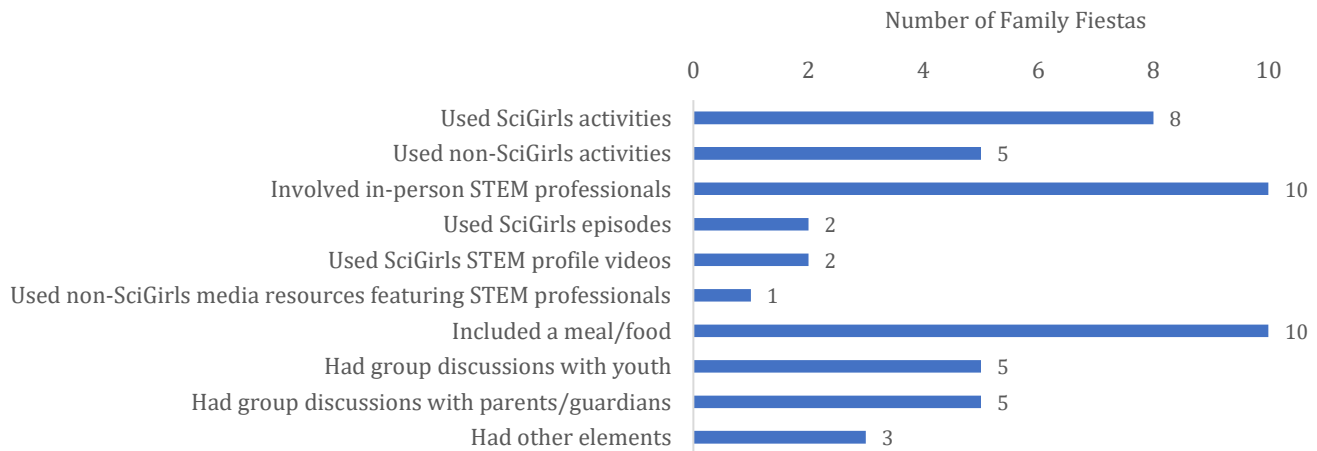 Number of Family Fiestas
0 2 4 6 8 10
Used SciGirls activities 8
Used non-SciGirls activities 5
Involved in-person STEM professionals 10
Used SciGirls episodes 2
Used SciGirls STEM profile videos 2
Used non-SciGirls media resources featuring STEM professionals 1
Included a meal/food 10
Had group discussions with youth 5
Had group discussions with parents/guardians 5
Had other elements 3